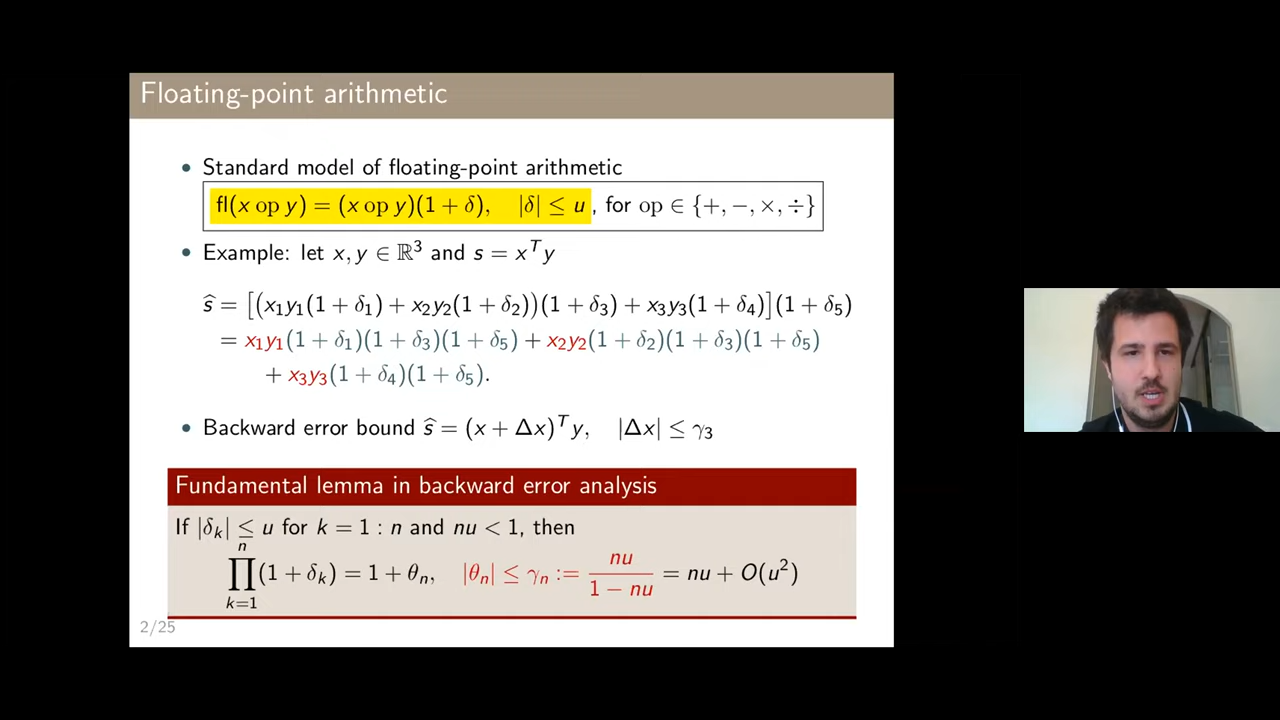 Floating-point arithmetic
• Standard model of floating-point arithmetic
fl(x op y) = (x op y)(1 + δ), |δ| ≤ u , for op ∈ {+, −, ×, ÷}
• Example: let x, y ∈ ℝ³ and s = xᵀy
ŝ = [(x₁y₁(1 + δ₁) + x₂y₂(1 + δ₂))(1 + δ₃) + x₃y₃(1 + δ₄)](1 + δ₅)
= x₁y₁(1 + δ₁)(1 + δ₃)(1 + δ₅) + x₂y₂(1 + δ₂)(1 + δ₃)(1 + δ₅)
+ x₃y₃(1 + δ₄)(1 + δ₅).
• Backward error bound ŝ = (x + Δx)ᵀy, |Δx| ≤ γ₃
Fundamental lemma in backward error analysis
If |δₖ| ≤ u for k = 1 : n and nu < 1, then
∏ₖ₌₁ⁿ(1 + δₖ) = 1 + θₙ, |θₙ| ≤ γₙ := nu / (1 − nu) = nu + O(u²)
2/25